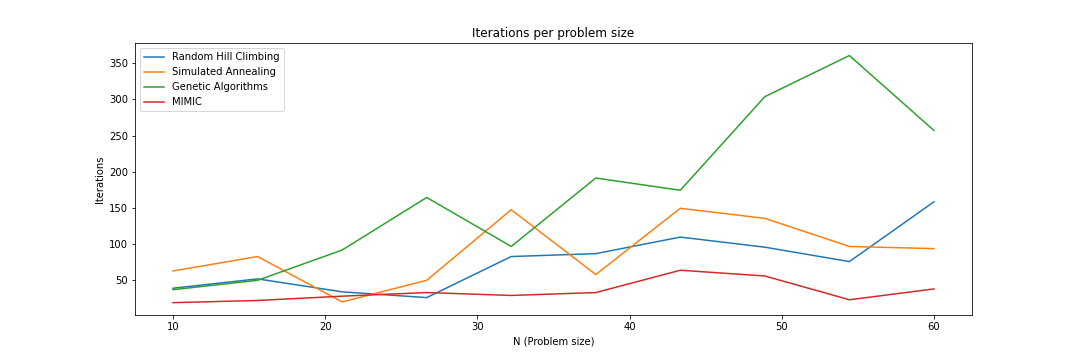 Iterations per problem size
Random Hill Climbing
Simulated Annealing
Genetic Algorithms
MIMIC
350
300
250
200
150
100
50
Iterations
10
20
30
40
50
60
N (Problem size)